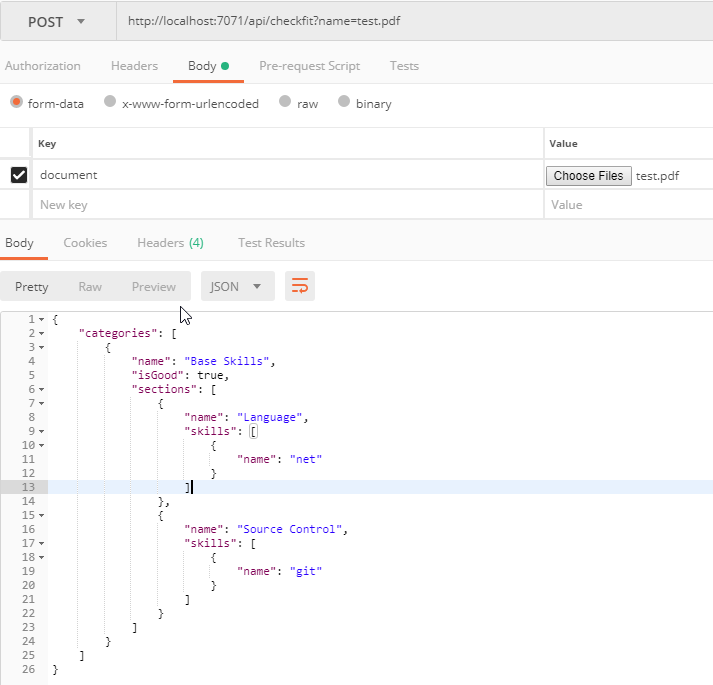 POST http://localhost:7071/api/checkfit?name=test.pdf
Authorization Headers Body Pre-request Script Tests
form-data x-www-form-urlencoded raw binary
Key Value
document Choose Files test.pdf
New key Value
Body Cookies Headers (4) Test Results
Pretty Raw Preview JSON
1 {
2 "categories": [
3 {
4 "name": "Base Skills",
5 "isGood": true,
6 "sections": [
7 {
8 "name": "Language",
9 "skills": [
10 {
11 "name": "net"
12 }
13 ]
14 },
15 {
16 "name": "Source Control",
17 "skills": [
18 {
19 "name": "git"
20 }
21 ]
22 }
23 ]
24 }
25 ]
26 }